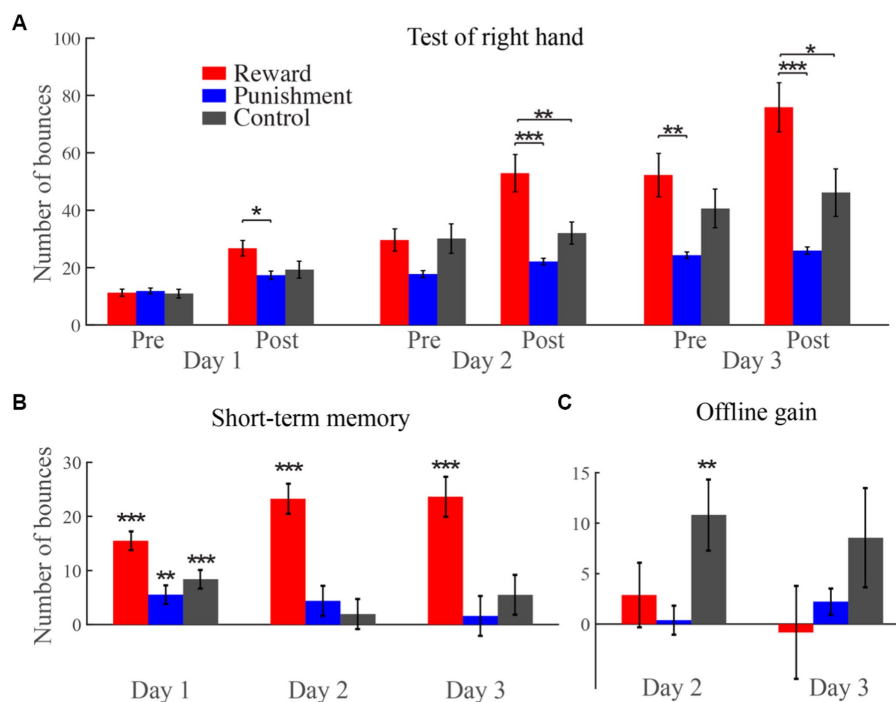 A
Test of right hand
Number of bounces
100
80
60
40
20
0
Reward
Punishment
Control
*
***
**
**
***
*
Pre Post Pre Post Pre Post
Day 1 Day 2 Day 3
B
Short-term memory
Number of bounces
30
20
10
0
*** ** *** *** ***
Day 1 Day 2 Day 3
C
Offline gain
15
10
5
0
**
Day 2 Day 3